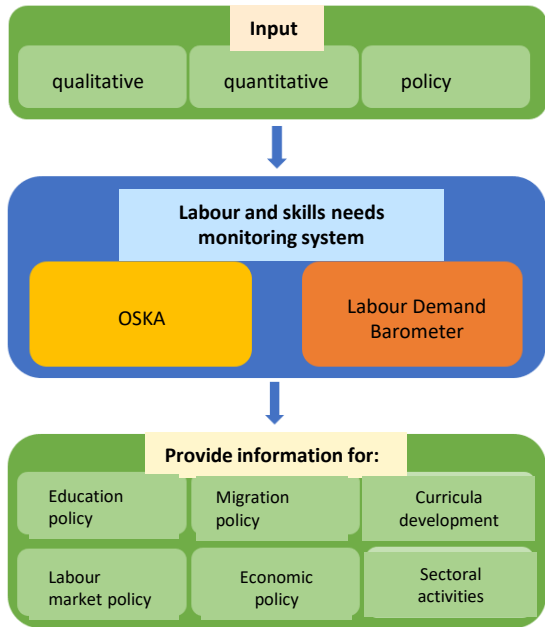 Input
qualitative
quantitative
policy
Labour and skills needs
monitoring system
OSKA
Labour Demand
Barometer
Provide information for:
Education
policy
Migration
policy
Curricula
development
Labour
market policy
Economic
policy
Sectoral
activities